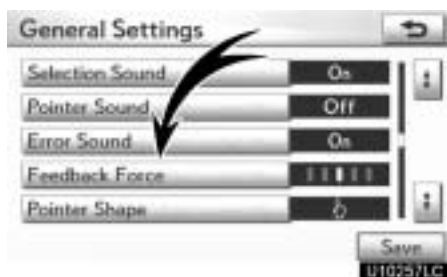 General Settings
Selection Sound On
Pointer Sound Off
Error Sound On
Feedback Force
Pointer Shape
Save
U10257LC